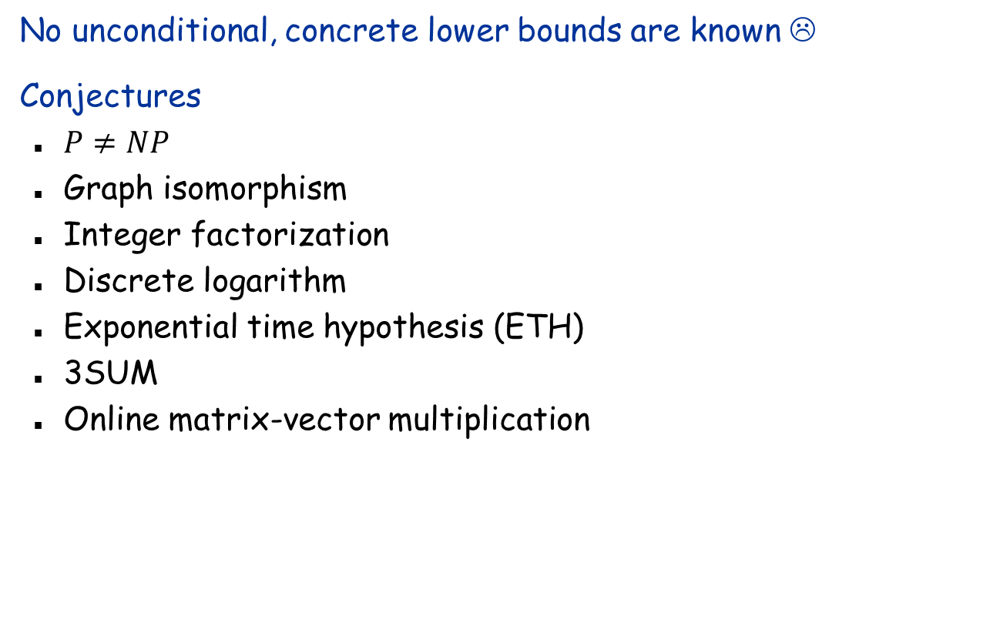 No unconditional, concrete lower bounds are known ☹
Conjectures
▪ P ≠ NP
▪ Graph isomorphism
▪ Integer factorization
▪ Discrete logarithm
▪ Exponential time hypothesis (ETH)
▪ 3SUM
▪ Online matrix-vector multiplication